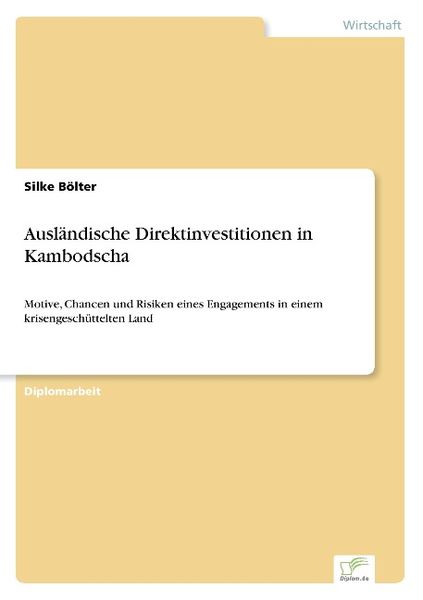 Wirtschaft
Silke Bölter
Ausländische Direktinvestitionen in
Kambodscha
Motive, Chancen und Risiken eines Engagements in einem
krisengeschüttelten Land
Diplomarbeit
Diplom.de